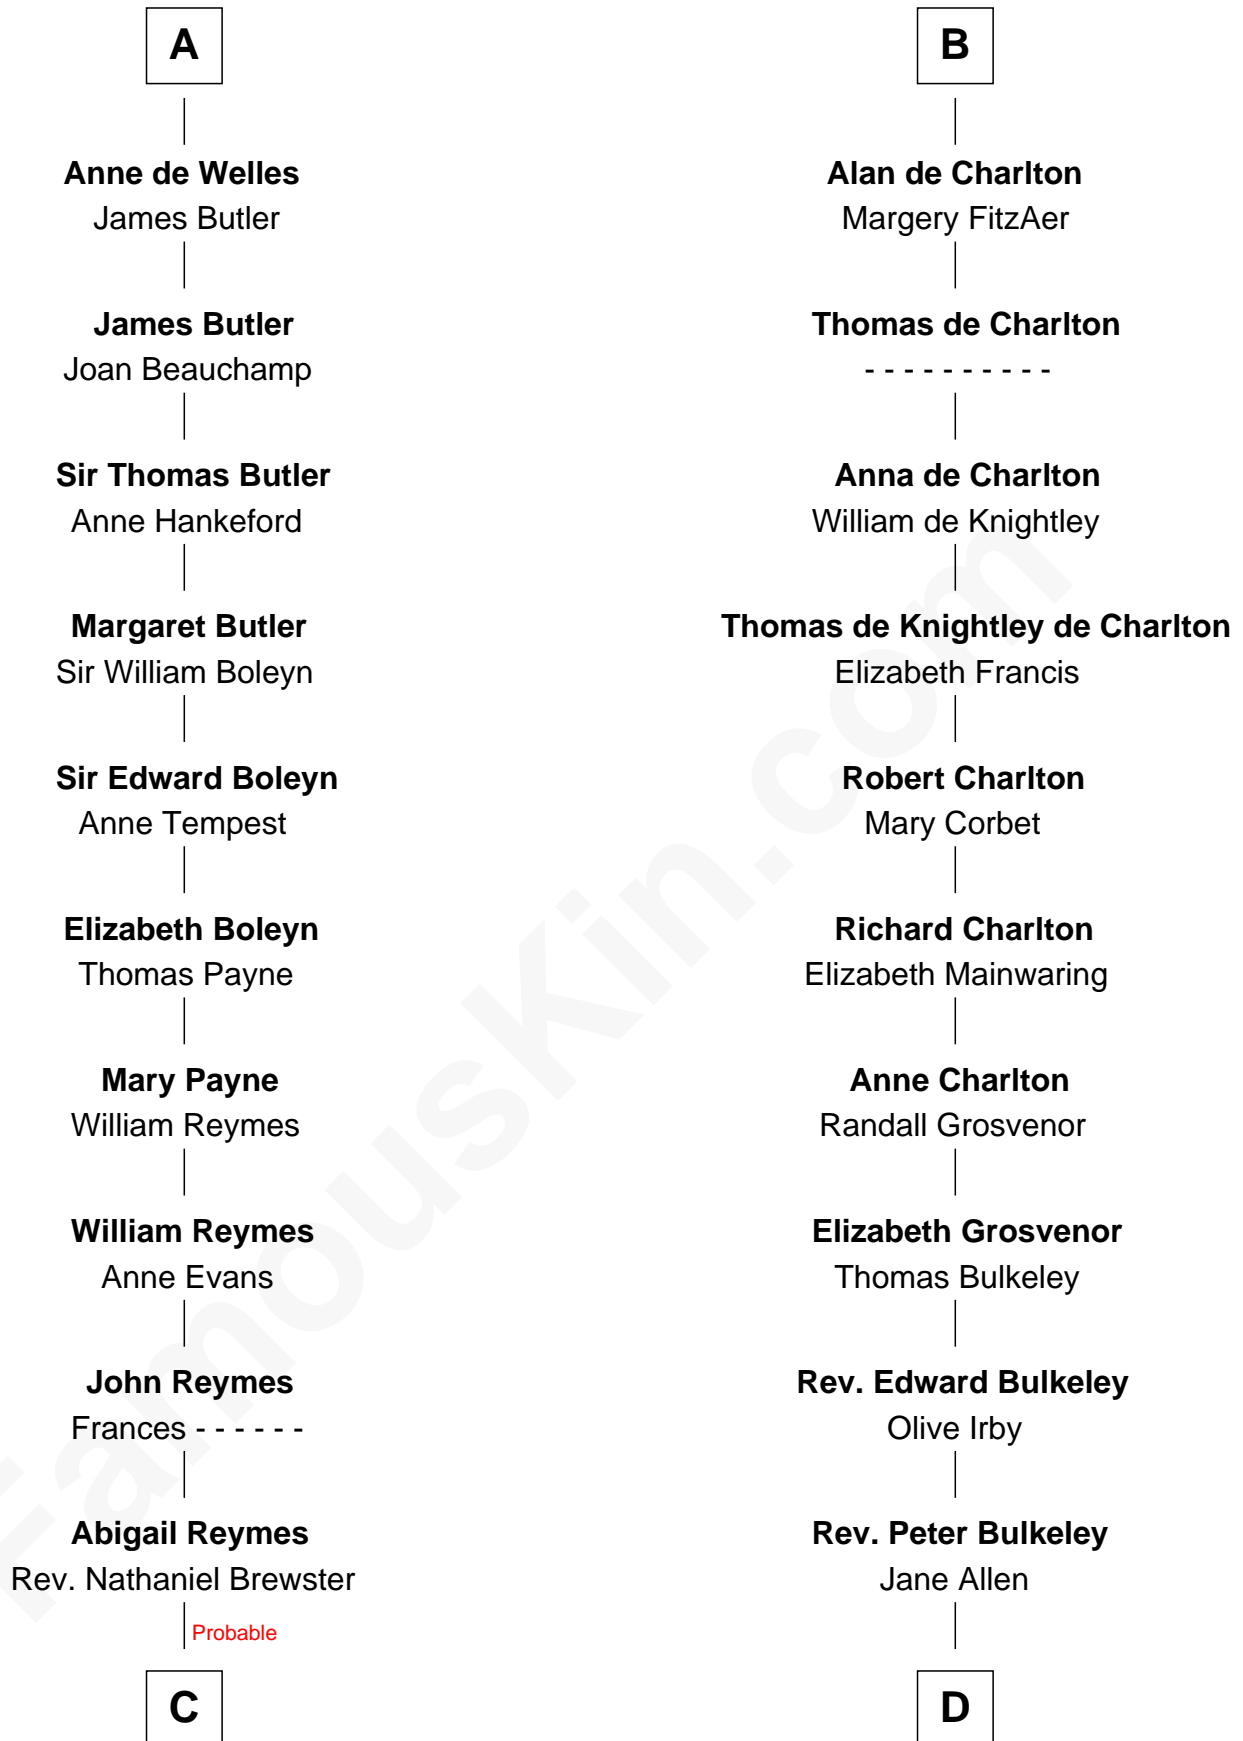 A
Anne de Welles
James Butler
James Butler
Joan Beauchamp
Sir Thomas Butler
Anne Hankeford
Margaret Butler
Sir William Boleyn
Sir Edward Boleyn
Anne Tempest
Elizabeth Boleyn
Thomas Payne
Mary Payne
William Reymes
William Reymes
Anne Evans
John Reymes
Frances - - - - - -
Abigail Reymes
Rev. Nathaniel Brewster
Probable
C
B
Alan de Charlton
Margery FitzAer
Thomas de Charlton
- - - - - - - - - -
Anna de Charlton
William de Knightley
Thomas de Knightley de Charlton
Elizabeth Francis
Robert Charlton
Mary Corbet
Richard Charlton
Elizabeth Mainwaring
Anne Charlton
Randall Grosvenor
Elizabeth Grosvenor
Thomas Bulkeley
Rev. Edward Bulkeley
Olive Irby
Rev. Peter Bulkeley
Jane Allen
D
FamousKin.com